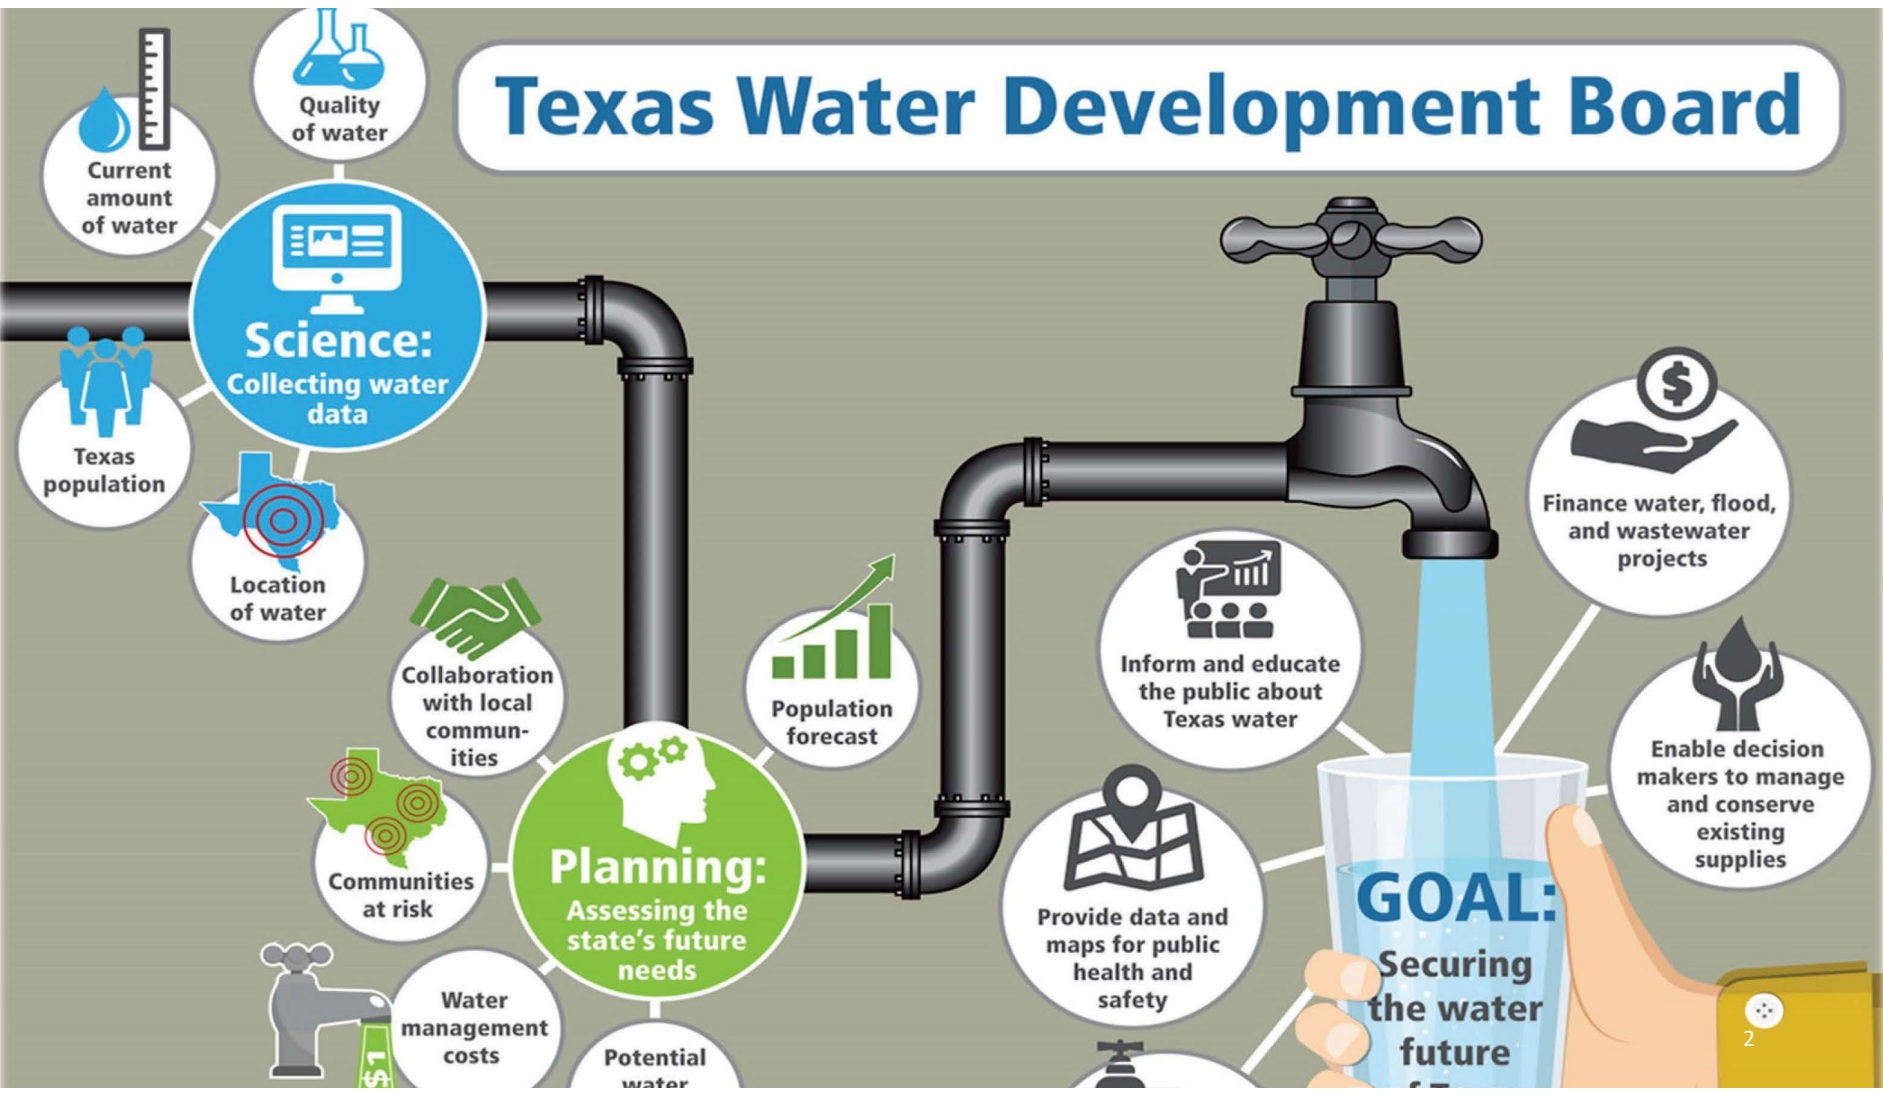 Texas Water Development Board
Quality
of water
Current
amount
of water
Science:
Collecting water
data
Texas
population
Location
of water
Collaboration
with local
commun-
ities
Population
forecast
Communities
at risk
Planning:
Assessing the
state's future
needs
Water
management
costs
$1
Potential
water
$
Finance water, flood,
and wastewater
projects
Inform and educate
the public about
Texas water
Enable decision
makers to manage
and conserve
existing
supplies
Provide data and
maps for public
health and
safety
GOAL:
Securing
the water
future
2